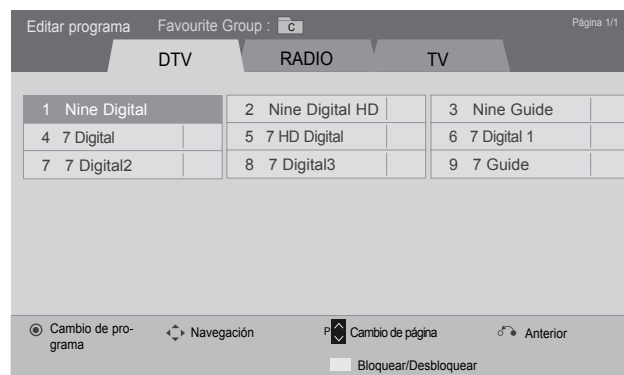 Editar programa Favourite Group : C Página 1/1
DTV RADIO TV
1 Nine Digital 2 Nine Digital HD 3 Nine Guide
4 7 Digital 5 7 HD Digital 6 7 Digital 1
7 7 Digital2 8 7 Digital3 9 7 Guide
Cambio de pro-
grama
Navegación
P Cambio de página
Anterior
Bloquear/Desbloquear